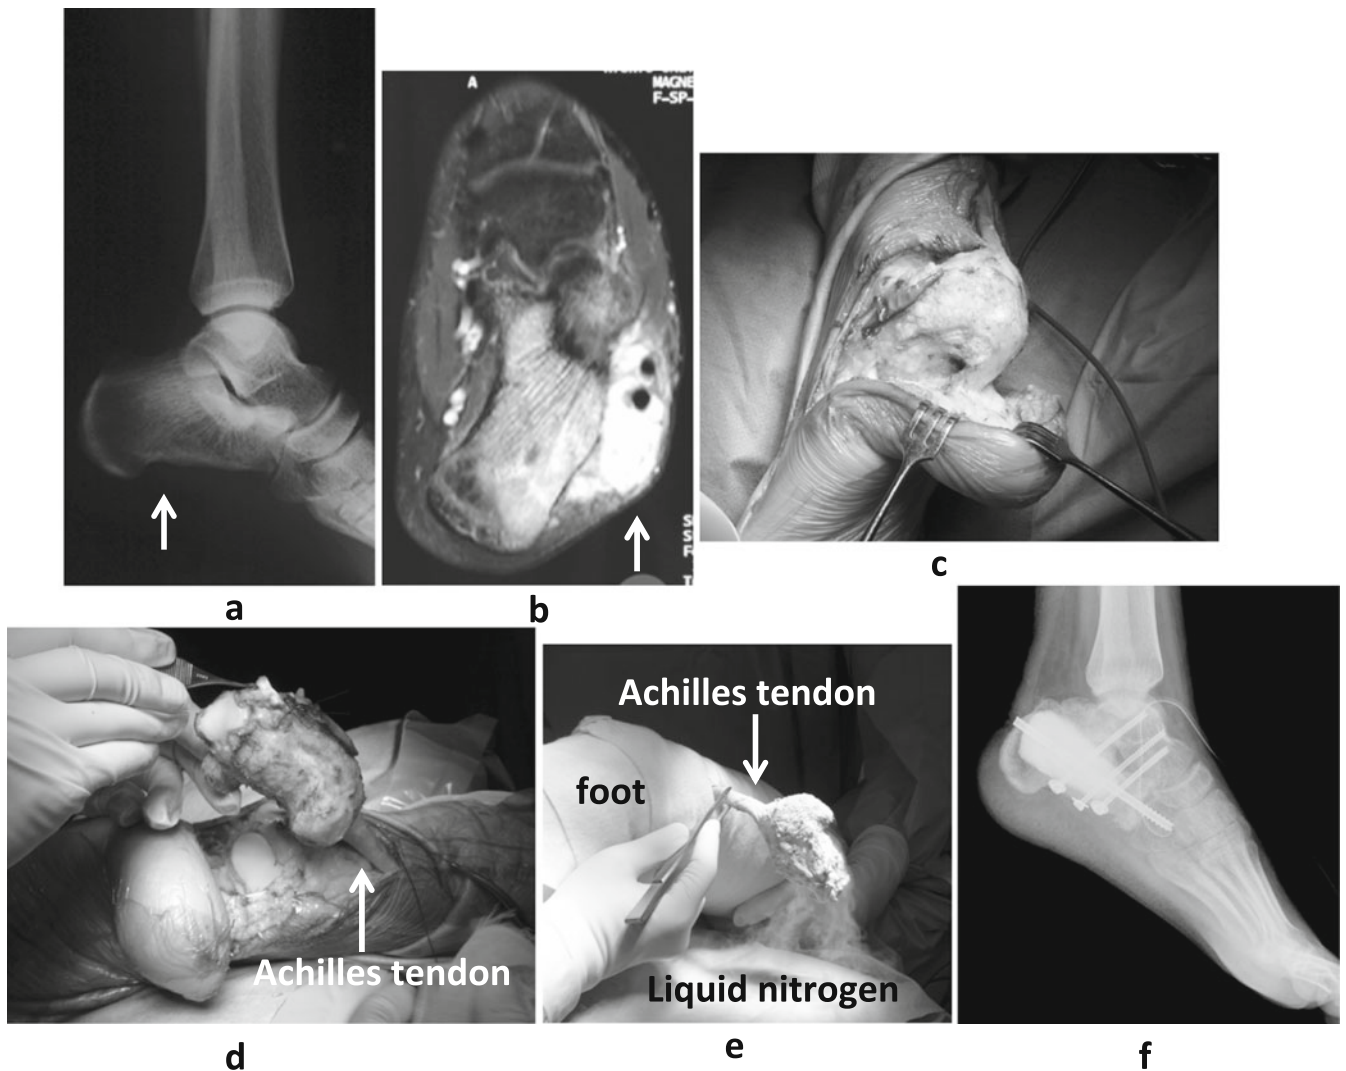 A
MAGNE
F-SP-
S
S
F
I
a
b
c
Achilles tendon
Achilles tendon
foot
Liquid nitrogen
d
e
f